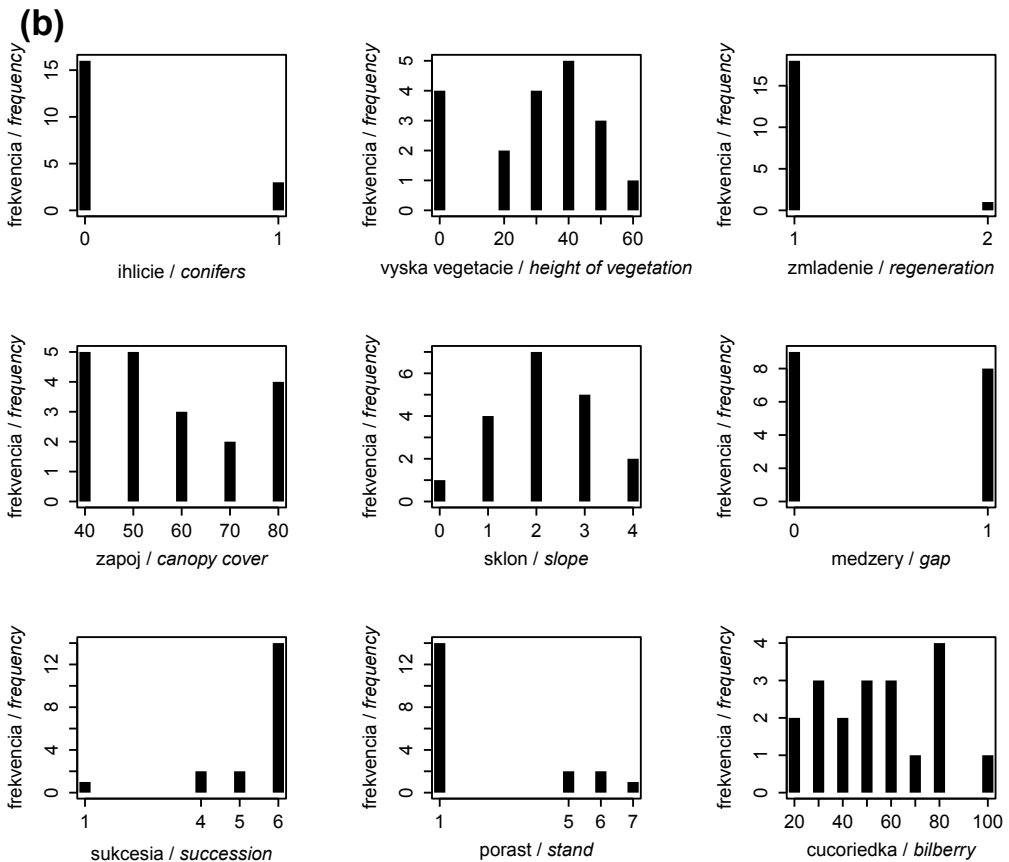 (b)
frekvencia / frequency
15
10
5
0
0 1
ihlicie / conifers
frekvencia / frequency
5
4
3
2
1
0
0 20 40 60
vyska vegetacie / height of vegetation
frekvencia / frequency
15
10
5
0
1 2
zmladenie / regeneration
frekvencia / frequency
5
4
3
2
1
0
40 50 60 70 80
zapoj / canopy cover
frekvencia / frequency
6
4
2
0
0 1 2 3 4
sklon / slope
frekvencia / frequency
8
6
4
2
0
0 1
medzery / gap
frekvencia / frequency
12
8
4
0
1 4 5 6
sukcesia / succession
frekvencia / frequency
12
8
4
0
1 5 6 7
porast / stand
frekvencia / frequency
4
3
2
1
0
20 40 60 80 100
cucoriedka / bilberry